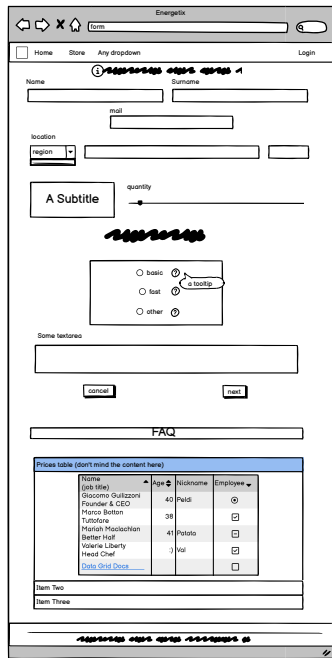 Energetix
form
Home Store Any dropdown Login
Name Surname
mail
location
region
A Subtitle
quantity
basic ?
a tooltip
fast ?
other ?
Some textarea
cancel next
FAQ
Prices table (don't mind the content here)
Name
(job title) Age Nickname Employee
Giacomo Guilizzoni
Founder & CEO 40 Peldi
Marco Botton
Tuttofare 38
Mariah Maclachlan
Better Half 41 Patata
Valerie Liberty
Head Chef :) Val
Data Grid Docs
Item Two
Item Three